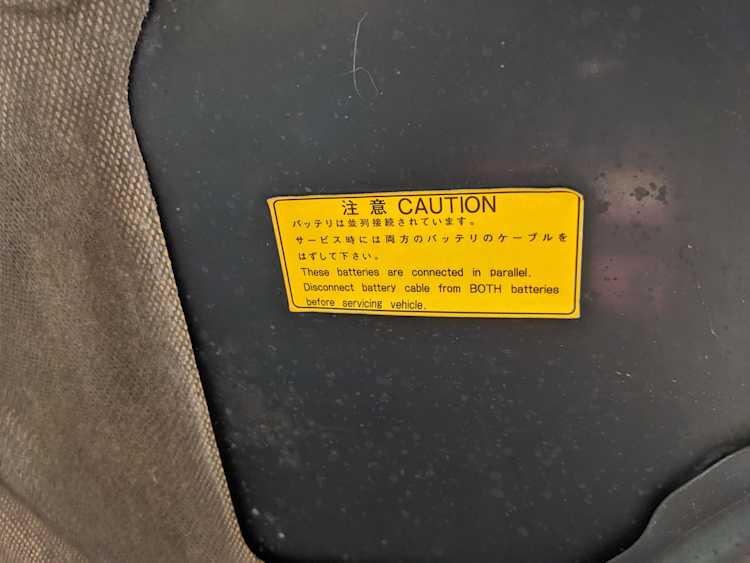 注意 CAUTION
バッテリは並列接続されています。
サービス時には両方のバッテリのケーブルを
はずして下さい。
These batteries are connected in parallel.
Disconnect battery cable from BOTH batteries
before servicing vehicle.